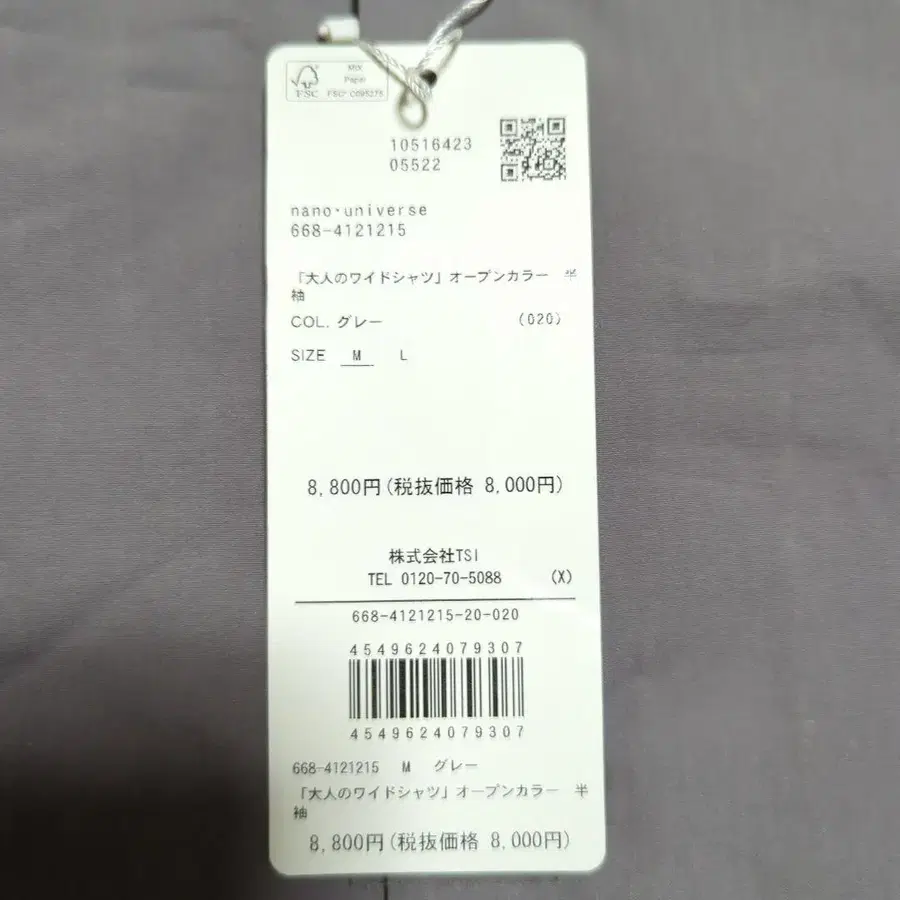 FSC
MIX
Paper
FSC® C095275
10516423
05522
nano・universe
668-4121215
「大人のワイドシャツ」オープンカラー 半
袖
COL. グレー (020)
SIZE M L
8,800円(税抜価格 8,000円)
株式会社TSI
TEL 0120-70-5088 (X)
668-4121215-20-020
4549624079307
4549624079307
668-4121215 M グレー
「大人のワイドシャツ」オープンカラー 半
袖
8,800円(税抜価格 8,000円)